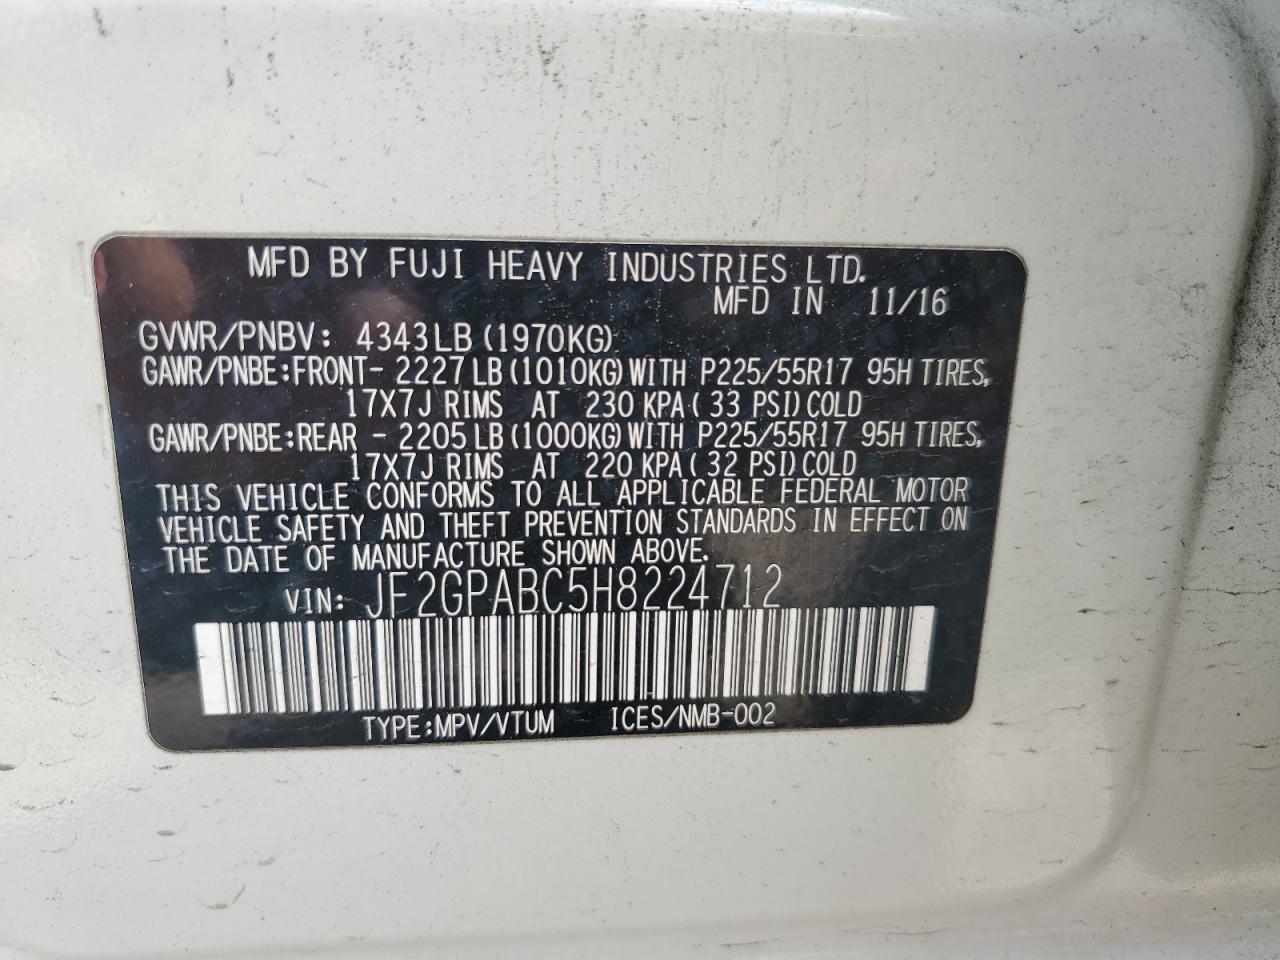 MFD BY FUJI HEAVY INDUSTRIES LTD.
MFD IN 11/16
GVWR/PNBV: 4343LB (1970KG)
GAWR/PNBE:FRONT- 2227LB(1010KG)WITH P225/55R17 95H TIRES,
17X7J RIMS AT 230 KPA(33 PSI)COLD
GAWR/PNBE:REAR - 2205LB(1000KG)WITH P225/55R17 95H TIRES,
17X7J RIMS AT 220 KPA(32 PSI)COLD
THIS VEHICLE CONFORMS TO ALL APPLICABLE FEDERAL MOTOR
VEHICLE SAFETY AND THEFT PREVENTION STANDARDS IN EFFECT ON
THE DATE OF MANUFACTURE SHOWN ABOVE.
VIN: JF2GPABC5H8224712
TYPE:MPV/VTUM ICES/NMB-002